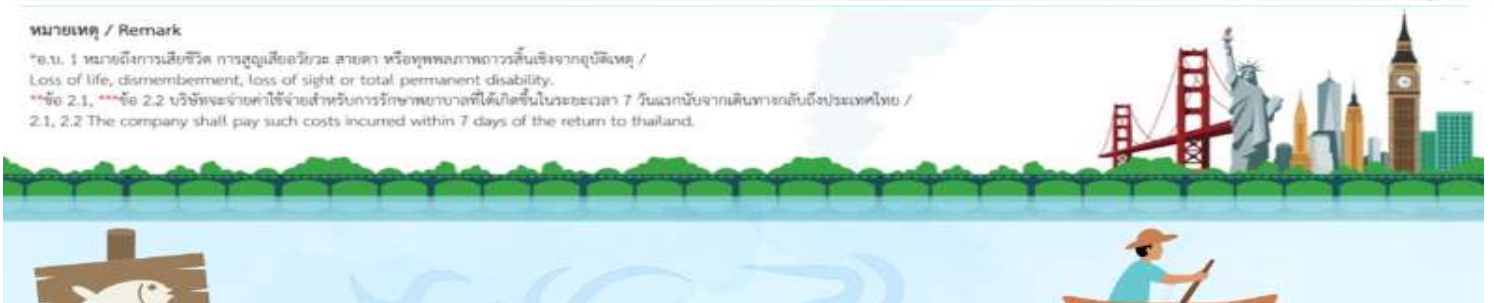 หมายเหตุ / Remark
*อ.บ. 1 หมายถึงการเสียชีวิต การสูญเสียอวัยวะ สายตา หรือทุพพลภาพถาวรสิ้นเชิงจากอุบัติเหตุ /
Loss of life, dismemberment, loss of sight or total permanent disability.
**ข้อ 2.1, ***ข้อ 2.2 บริษัทจะจ่ายค่าใช้จ่ายสำหรับการรักษาพยาบาลที่ได้เกิดขึ้นในระยะเวลา 7 วันแรกนับจากเดินทางกลับถึงประเทศไทย /
2.1, 2.2 The company shall pay such costs incurred within 7 days of the return to thailand.